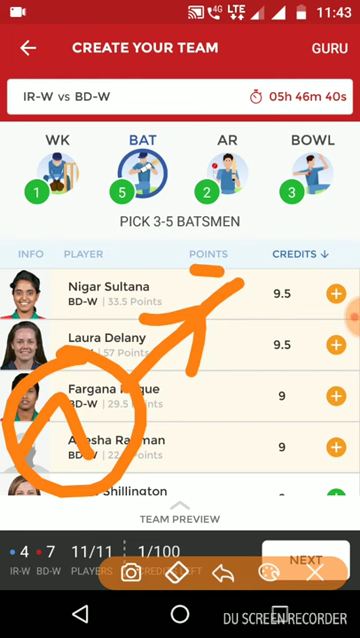 4G LTE 11:43
CREATE YOUR TEAM GURU
IR-W vs BD-W 05h 46m 40s
WK BAT AR BOWL
1 5 2 3
PICK 3-5 BATSMEN
INFO PLAYER POINTS CREDITS
Nigar Sultana
BD-W | 33.5 Points
9.5
Laura Delany
57 Points
9.5
Fargana
BD-W | 29.5
9
9
Shillington
TEAM PREVIEW
4 7 11/11 1/100
IR-W BD-W PLAYERS
NEXT
DU SCREEN RECORDER